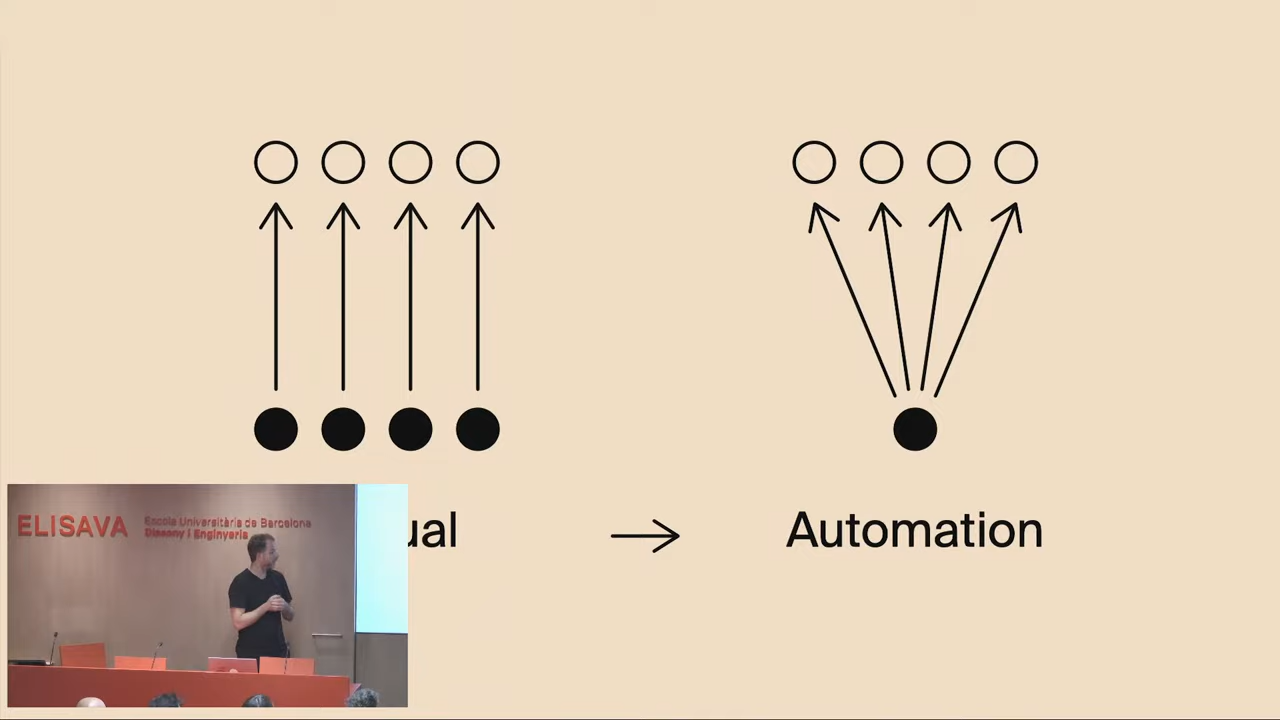 ual
Automation
ELISAVA
Escola Universitària de Barcelona
Disseny i Enginyeria